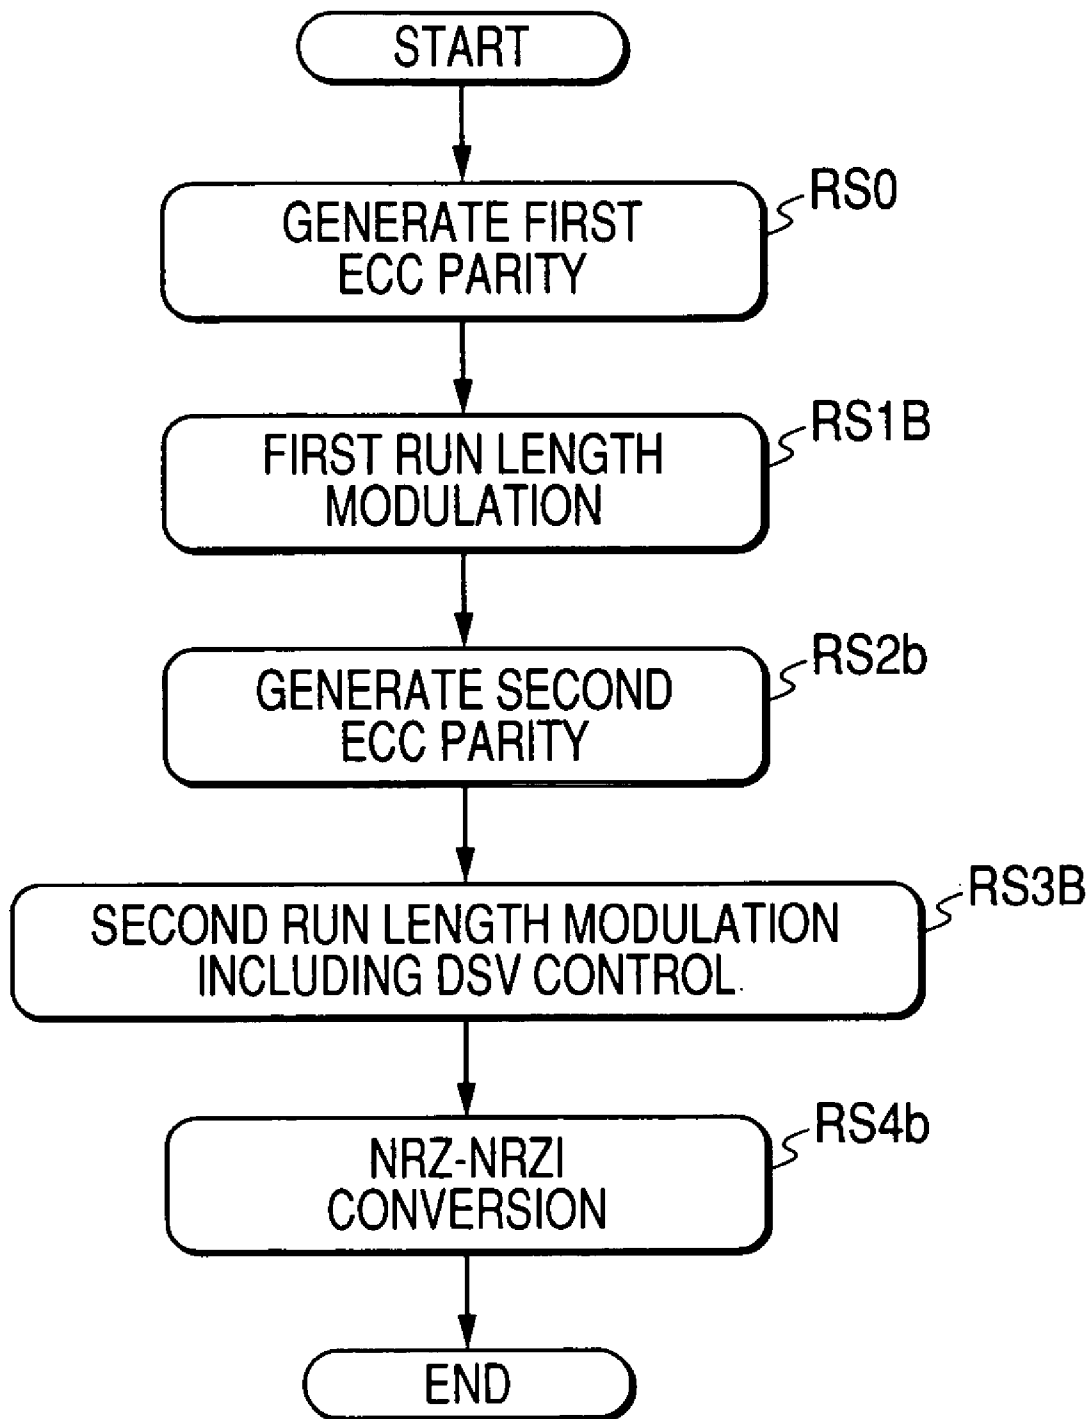 START
RS0
GENERATE FIRST
ECC PARITY
RS1B
FIRST RUN LENGTH
MODULATION
RS2b
GENERATE SECOND
ECC PARITY
RS3B
SECOND RUN LENGTH MODULATION
INCLUDING DSV CONTROL
RS4b
NRZ-NRZI
CONVERSION
END